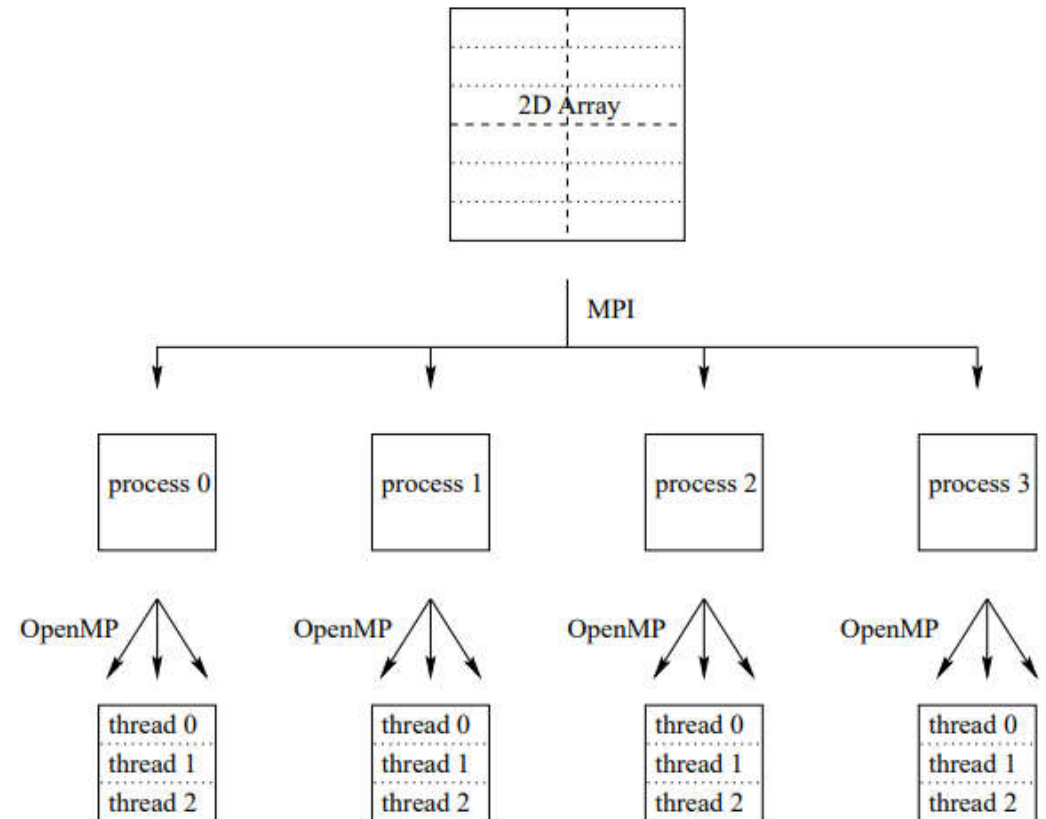 2D Array
MPI
process 0
process 1
process 2
process 3
OpenMP
OpenMP
OpenMP
OpenMP
thread 0
thread 1
thread 2
thread 0
thread 1
thread 2
thread 0
thread 1
thread 2
thread 0
thread 1
thread 2